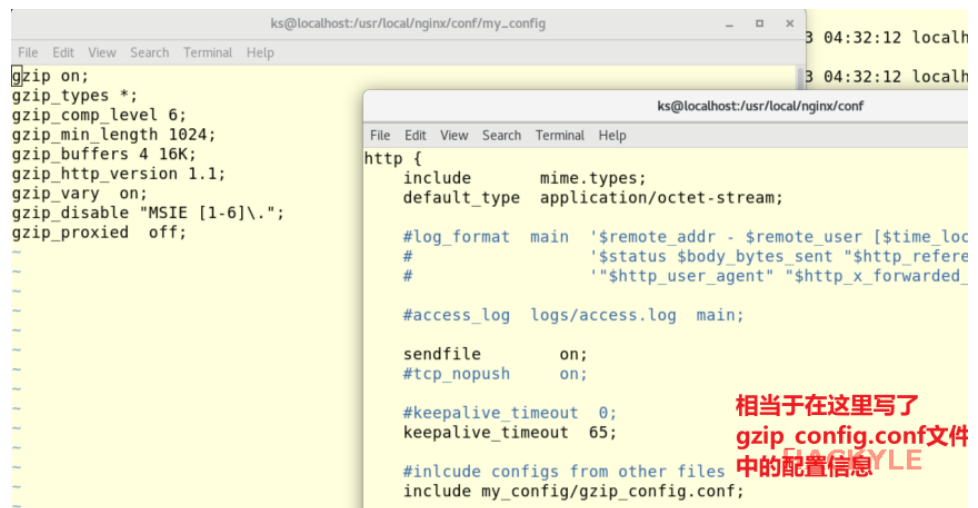 ks@localhost:/usr/local/nginx/conf/my_config
File Edit View Search Terminal Help
gzip on;
gzip_types *;
gzip_comp_level 6;
gzip_min_length 1024;
gzip_buffers 4 16K;
gzip_http_version 1.1;
gzip_vary  on;
gzip_disable "MSIE [1-6]\.";
gzip_proxied  off;
~
~
~
~
~
~
~
~
~
~
~
~
~
~
3 04:32:12 localh
3 04:32:12 localh
ks@localhost:/usr/local/nginx/conf
File Edit View Search Terminal Help
http {
    include       mime.types;
    default_type  application/octet-stream;
    #log_format  main  '$remote_addr - $remote_user [$time_loc
    #                  '$status $body_bytes_sent "$http_refere
    #                  '"$http_user_agent" "$http_x_forwarded_
    #access_log  logs/access.log  main;
    sendfile        on;
    #tcp_nopush     on;
    #keepalive_timeout  0;
    keepalive_timeout  65;
    #inlcude configs from other files
    include my_config/gzip_config.conf;
相当于在这里写了
gzip_config.conf文件
中的配置信息